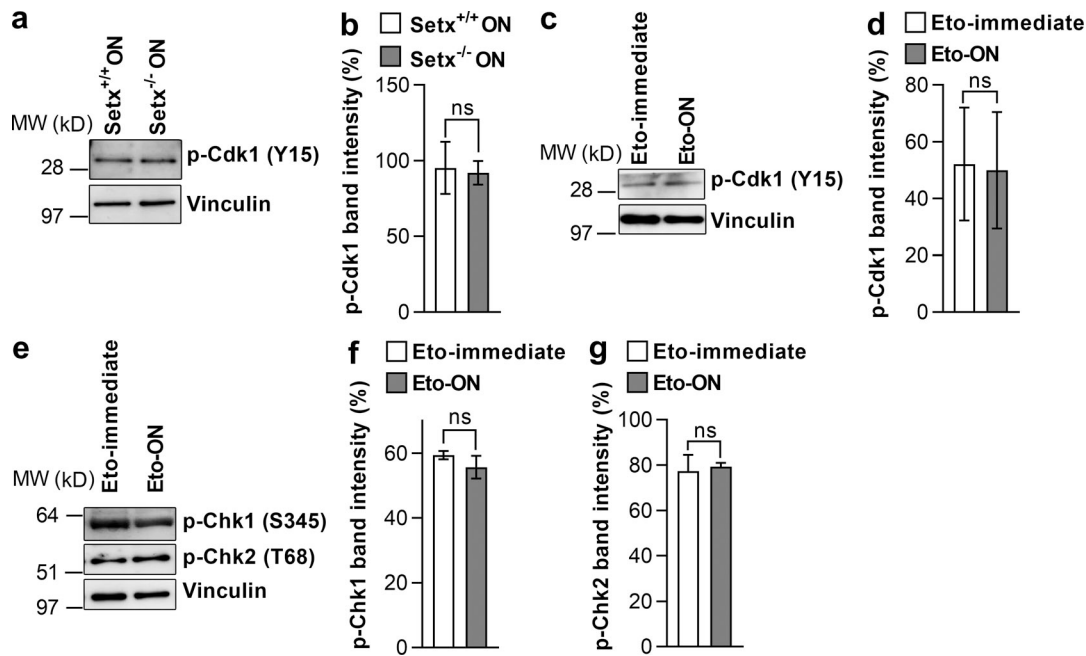 a
Setx+/+ON
Setx-/-ON
MW (kD)
28
p-Cdk1 (Y15)
97
Vinculin
b
Setx+/+ON
Setx-/-ON
p-Cdk1 band intensity (%)
150
100
50
0
ns
c
Eto-immediate
Eto-ON
MW (kD)
28
p-Cdk1 (Y15)
97
Vinculin
d
Eto-immediate
Eto-ON
p-Cdk1 band intensity (%)
80
60
40
20
0
ns
e
Eto-immediate
Eto-ON
MW (kD)
64
p-Chk1 (S345)
p-Chk2 (T68)
51
Vinculin
97
f
Eto-immediate
Eto-ON
p-Chk1 band intensity (%)
60
40
20
0
ns
g
Eto-immediate
Eto-ON
p-Chk2 band intensity (%)
100
80
60
40
20
0
ns